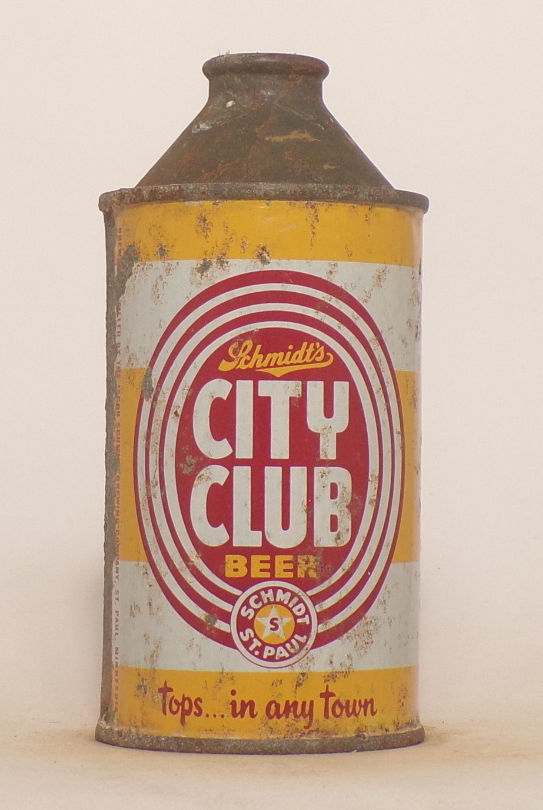 Schmidt's
CITY
CLUB
BEER
SCHMIDT
S
ST. PAUL
tops...in any town